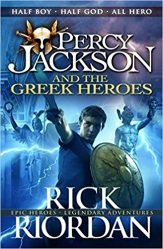 HALF BOY · HALF GOD · ALL HERO
PERCY
JACKSON
AND THE
GREEK HEROES
RICK
RIORDAN
EPIC HEROES · LEGENDARY ADVENTURES